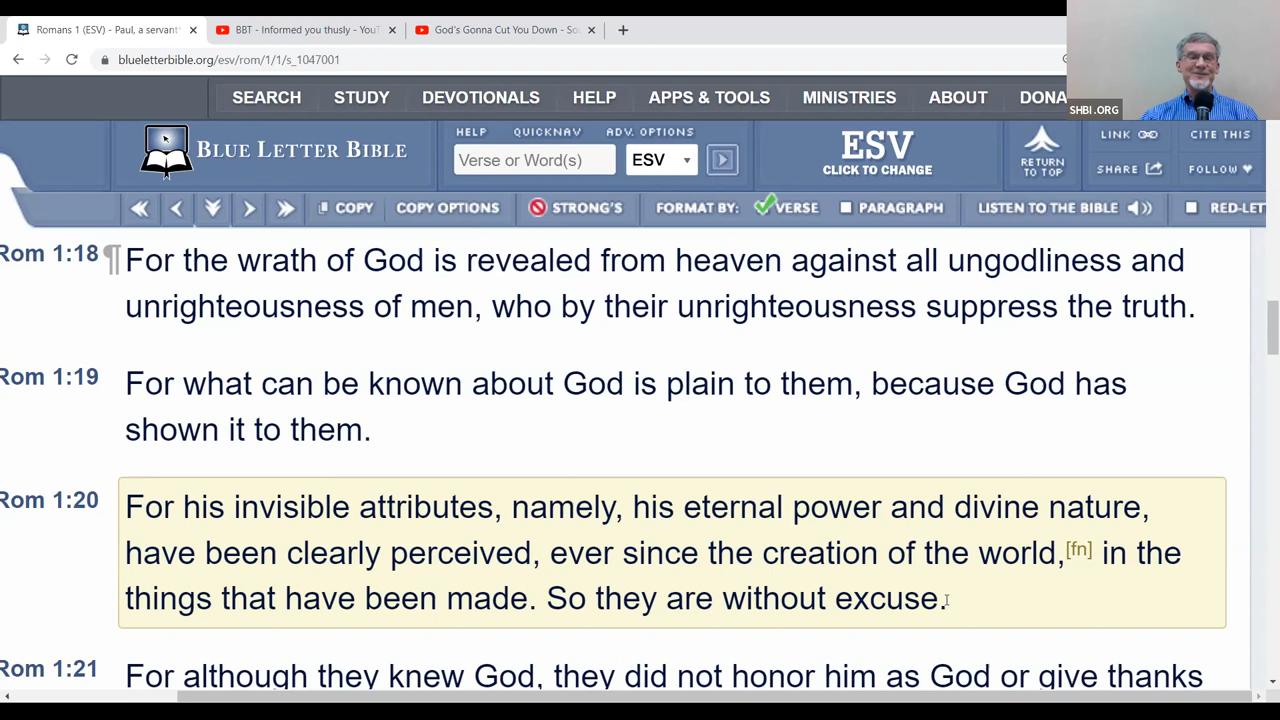 Romans 1 (ESV) - Paul, a servant
BBT - Informed you thusly - YouT
God's Gonna Cut You Down - Sou
blueletterbible.org/esv/rom/1/1/s_1047001
SHBI.ORG
SEARCH STUDY DEVOTIONALS HELP APPS & TOOLS MINISTRIES ABOUT DONA
BLUE LETTER BIBLE
HELP QUICKNAV ADV. OPTIONS
Verse or Word(s) ESV
ESV
CLICK TO CHANGE
RETURN
TO TOP
LINK CITE THIS
SHARE FOLLOW
COPY COPY OPTIONS STRONG'S FORMAT BY: VERSE PARAGRAPH LISTEN TO THE BIBLE RED-LET
Rom 1:18 ¶For the wrath of God is revealed from heaven against all ungodliness and
unrighteousness of men, who by their unrighteousness suppress the truth.
Rom 1:19 For what can be known about God is plain to them, because God has
shown it to them.
Rom 1:20 For his invisible attributes, namely, his eternal power and divine nature,
have been clearly perceived, ever since the creation of the world,[fn] in the
things that have been made. So they are without excuse.
Rom 1:21 For although they knew God, they did not honor him as God or give thanks